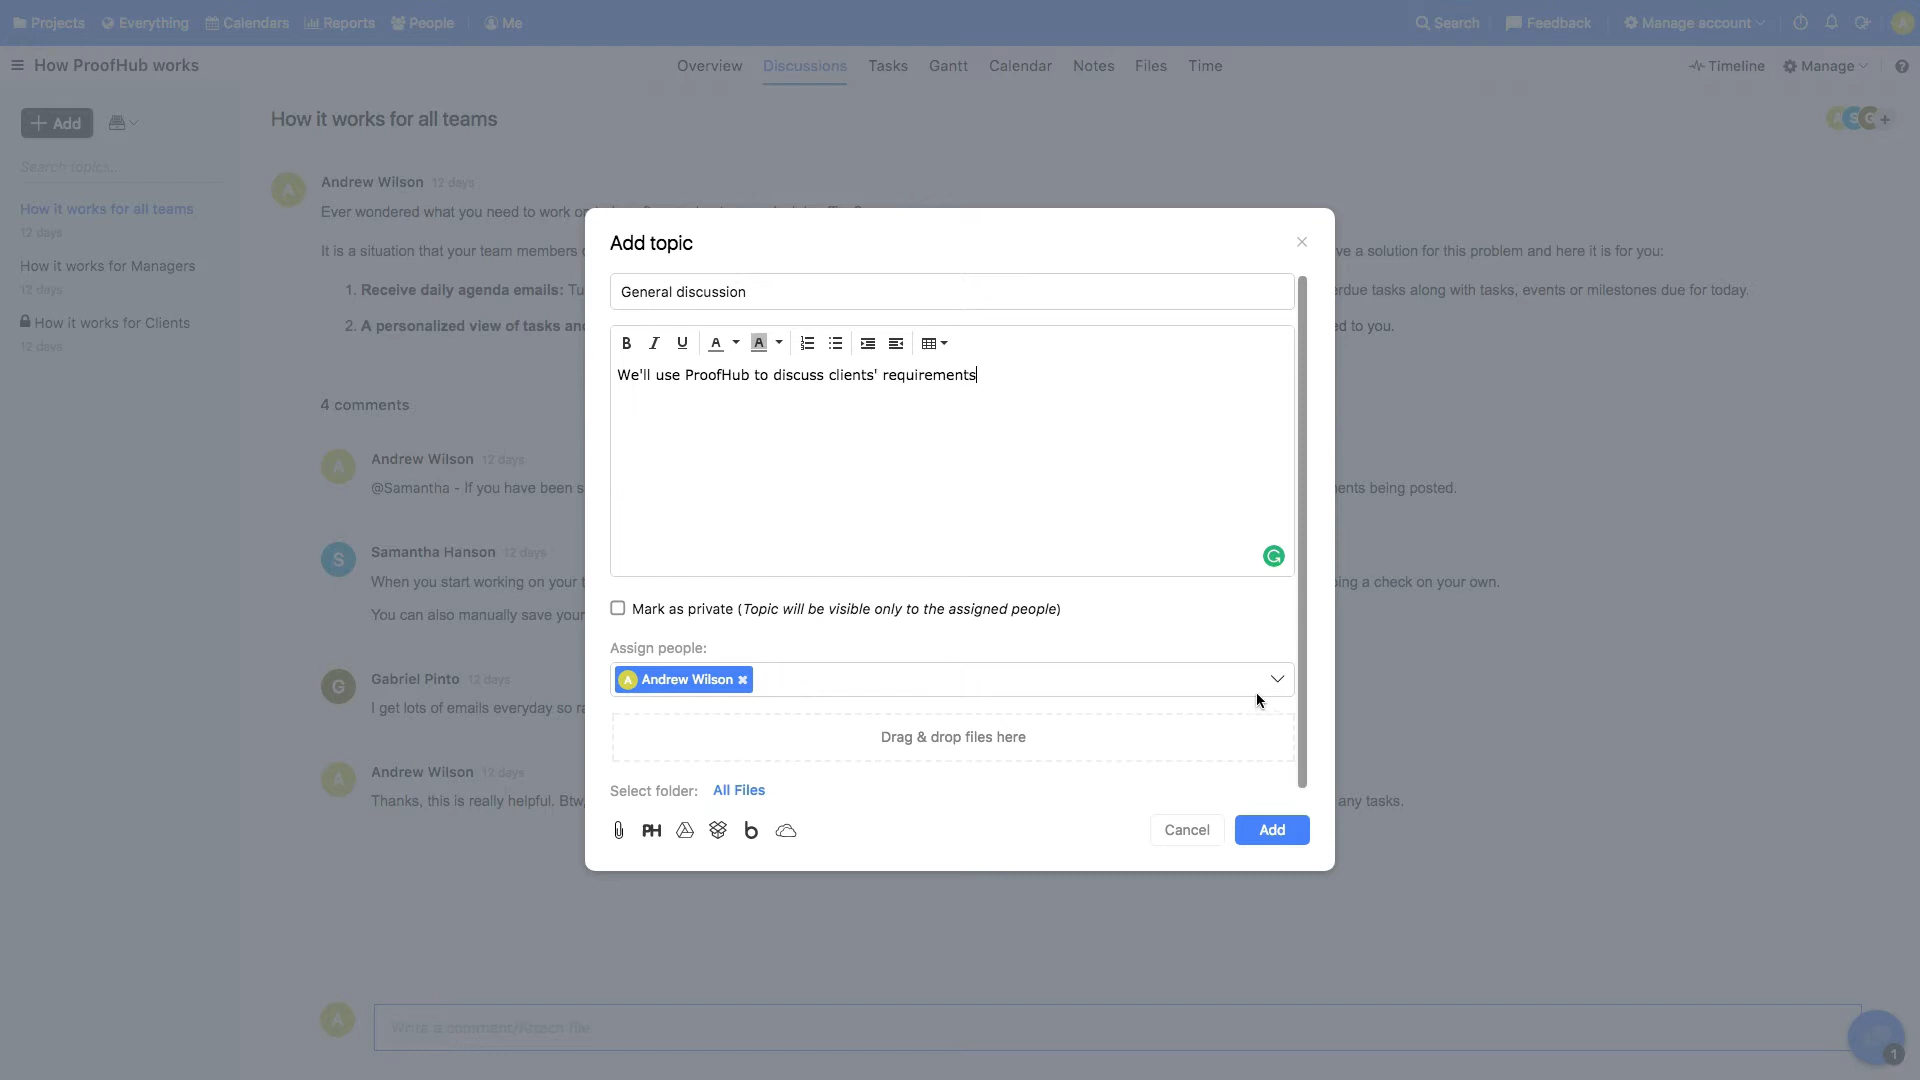 Projects Everything Calendars Reports People Me Search Feedback Manage account A
How ProofHub works Overview Discussions Tasks Gantt Calendar Notes Files Time Timeline Manage
Add
Search topics...
How it works for all teams
12 days
How it works for Managers
12 days
How it works for Clients
12 days
How it works for all teams
A S G +
A Andrew Wilson 12 days
Ever wondered what you need to work on
It is a situation that your team members
ve a solution for this problem and here it is for you:
1. Receive daily agenda emails: Tu
rdue tasks along with tasks, events or milestones due for today.
2. A personalized view of tasks and
d to you.
4 comments
A Andrew Wilson 12 days
@Samantha - If you have been s
ents being posted.
S Samantha Hanson 12 days
When you start working on your t
ing a check on your own.
You can also manually save your
G Gabriel Pinto 12 days
I get lots of emails everyday so ra
A Andrew Wilson 12 days
Thanks, this is really helpful. Btw,
any tasks.
A Write a comment/Attach file
1
Add topic
General discussion
B I U A A
We'll use ProofHub to discuss clients' requirements
Mark as private (Topic will be visible only to the assigned people)
Assign people:
A Andrew Wilson
Drag & drop files here
Select folder: All Files
PH b
Cancel Add